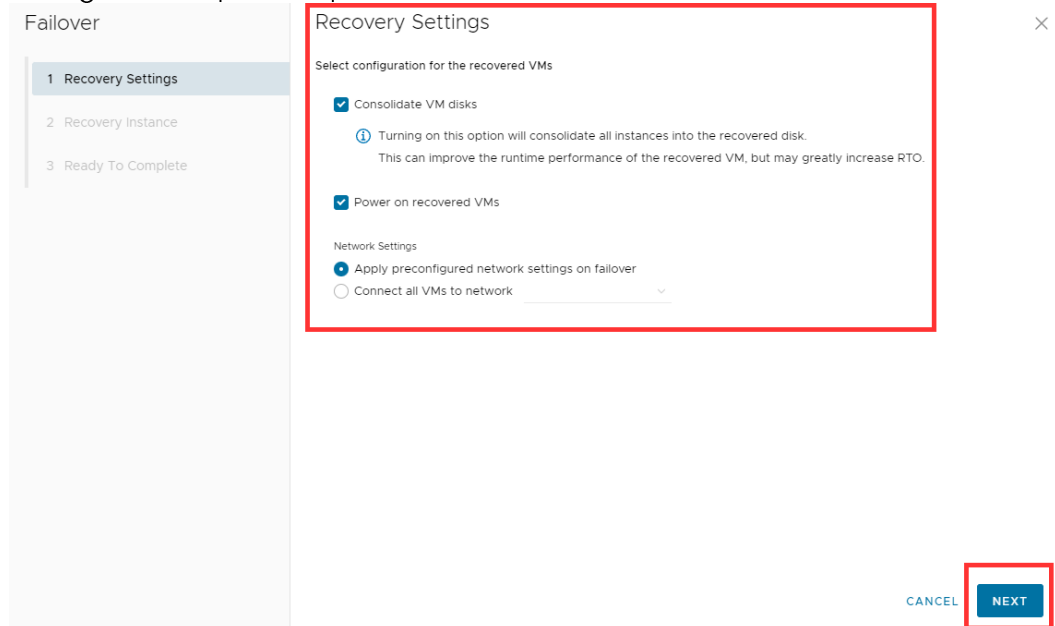 Failover
Recovery Settings
1 Recovery Settings
2 Recovery Instance
3 Ready To Complete
Select configuration for the recovered VMs
Consolidate VM disks
Turning on this option will consolidate all instances into the recovered disk.
This can improve the runtime performance of the recovered VM, but may greatly increase RTO.
Power on recovered VMs
Network Settings
Apply preconfigured network settings on failover
Connect all VMs to network
CANCEL
NEXT